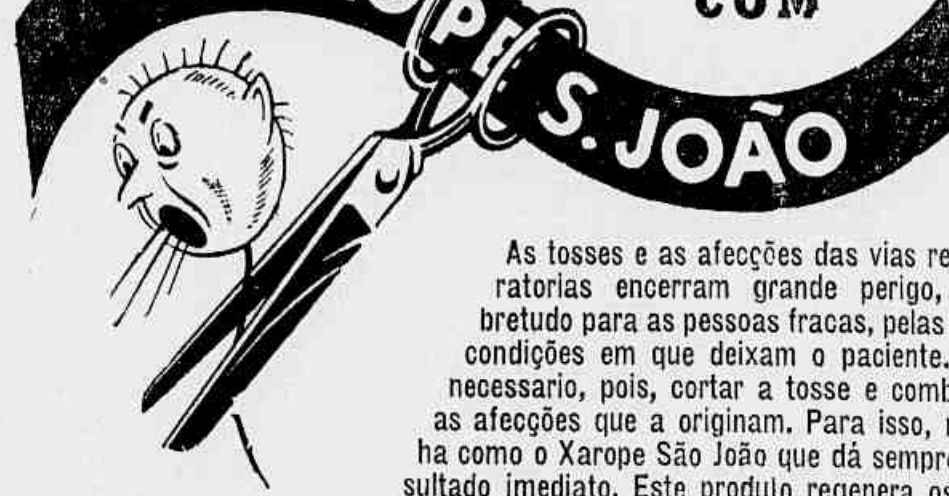 COM
OPE S. JOÃO
As tosses e as afecções das vias re
ratorias encerram grande perigo,
bretudo para as pessoas fracas, pelas
condições em que deixam o paciente.
necessario, pois, cortar a tosse e comb
as afecções que a originam. Para isso,
ha como o Xarope São João que dá sempre
sultado imediato. Este produto regenera os